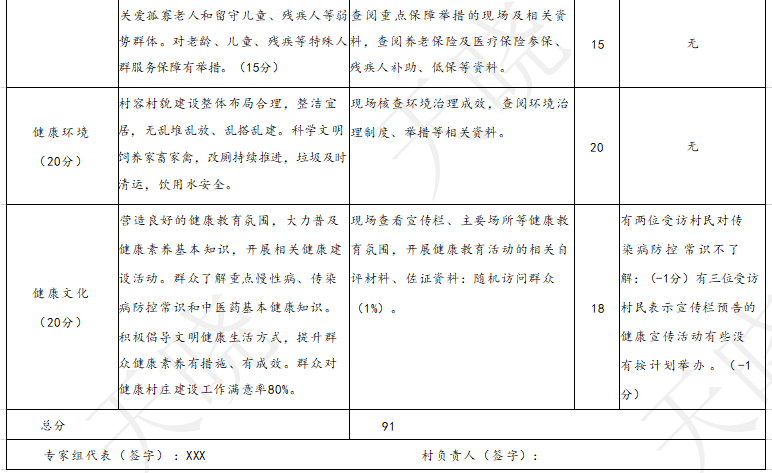 关爱孤寡老人和留守儿童、残疾人等弱
势群体。对老龄、儿童、残疾等特殊人
群服务保障有举措。(15分)
查阅重点保障举措的现场及相关资
料，查阅养老保险及医疗保险参保、
残疾人补助、低保等资料。
15
无
健康环境
(20分)
村容村貌建设整体布局合理，整洁宜
居，无乱堆乱放、乱搭乱建。科学文明
饲养家畜家禽，改厕持续推进，垃圾及时
清运，饮用水安全。
现场核查环境治理成效，查阅环境治
理制度、举措等相关资料。
20
无
健康文化
(20分)
营造良好的健康教育氛围，大力普及
健康素养基本知识，开展相关健康建
设活动。群众了解重点慢性病、传染
病防控常识和中医药基本健康知识。
积极倡导文明健康生活方式，提升群
众健康素养有措施、有成效。群众对
健康村庄建设工作满意率80%。
现场查看宣传栏、主要场所等健康教
育氛围，开展健康教育活动的相关自
评材料、佐证资料：随机访问群众
(1%)。
18
有两位受访村民对传
染病防控 常识不了
解：(-1分)有三位受访
村民表示宣传栏预告的
健康宣传活动有些没
有按计划举办。(-1
分)
总分
91
专家组代表（签字）：XXX
村负责人（签字）：
天晓
天晓
天晓